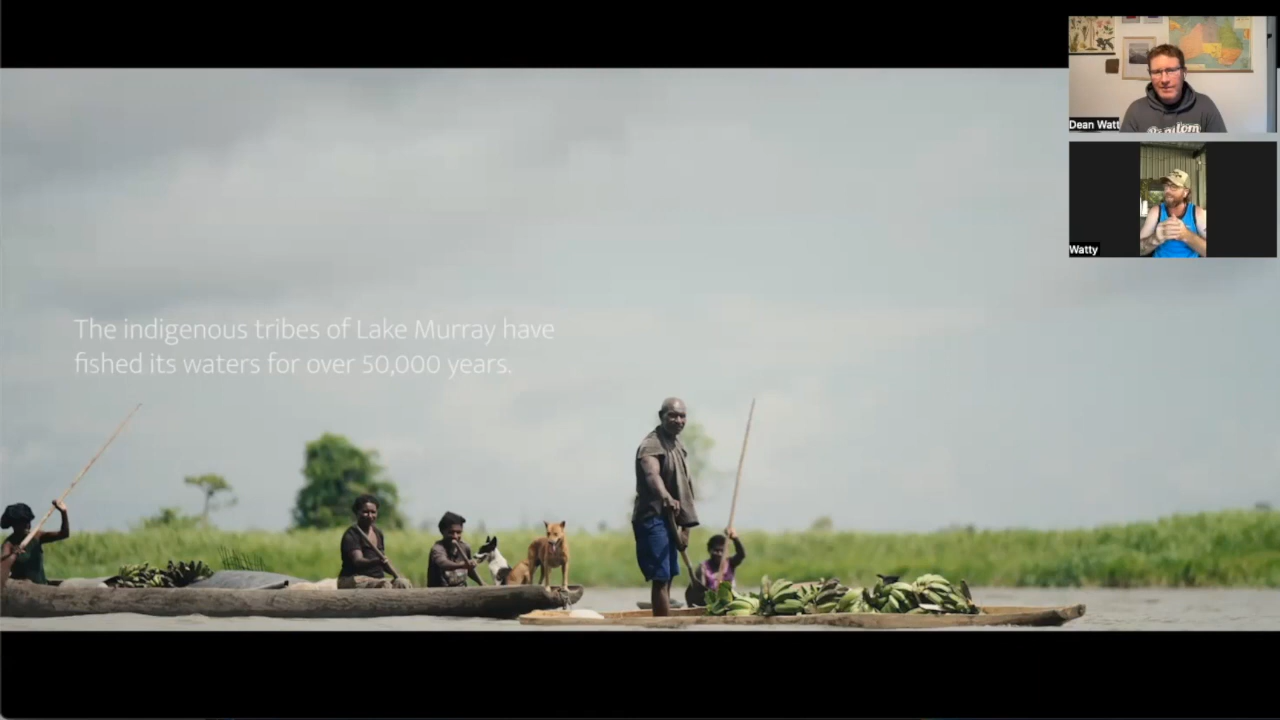 Dean Watt
Watty
The indigenous tribes of Lake Murray have
fished its waters for over 50,000 years.